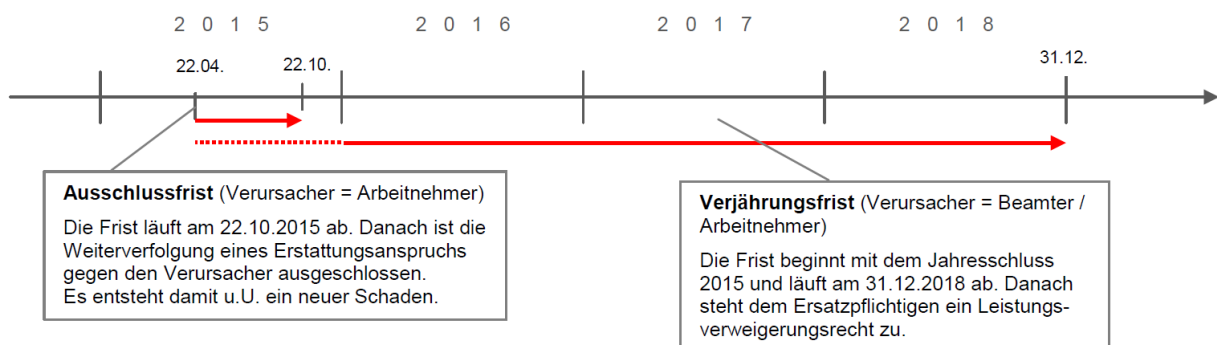 2 0 1 5
2 0 1 6
2 0 1 7
2 0 1 8
22.04.
22.10.
31.12.
Ausschlussfrist (Verursacher = Arbeitnehmer)
Die Frist läuft am 22.10.2015 ab. Danach ist die
Weiterverfolgung eines Erstattungsanspruchs
gegen den Verursacher ausgeschlossen.
Es entsteht damit u.U. ein neuer Schaden.
Verjährungsfrist (Verursacher = Beamter /
Arbeitnehmer)
Die Frist beginnt mit dem Jahresschluss
2015 und läuft am 31.12.2018 ab. Danach
steht dem Ersatzpflichtigen ein Leistungs-
verweigerungsrecht zu.